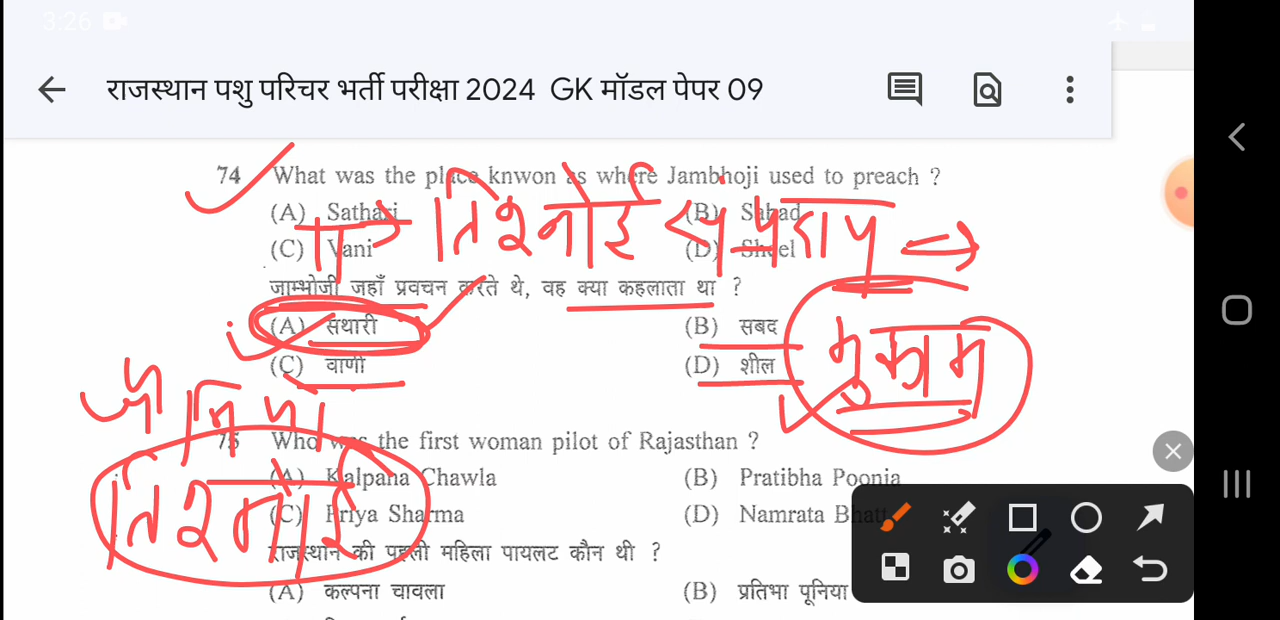 3:26
राजस्थान पशु परिचर भर्ती परीक्षा 2024 GK मॉडल पेपर 09
74 What was the place knwon as where Jambhoji used to preach ?
(A) Sathari (B) Sabad
(C) Vani (D) Sheel
जाम्भोजी जहाँ प्रवचन करते थे, वह क्या कहलाता था ?
(A) सथारी (B) सबद
(C) वाणी (D) शील
मुकाम
75 Who was the first woman pilot of Rajasthan ?
(A) Kalpana Chawla (B) Pratibha Poonia
(C) Priya Sharma (D) Namrata Bhatt
राजस्थान की पहली महिला पायलट कौन थी ?
(A) कल्पना चावला (B) प्रतिभा पूनिया